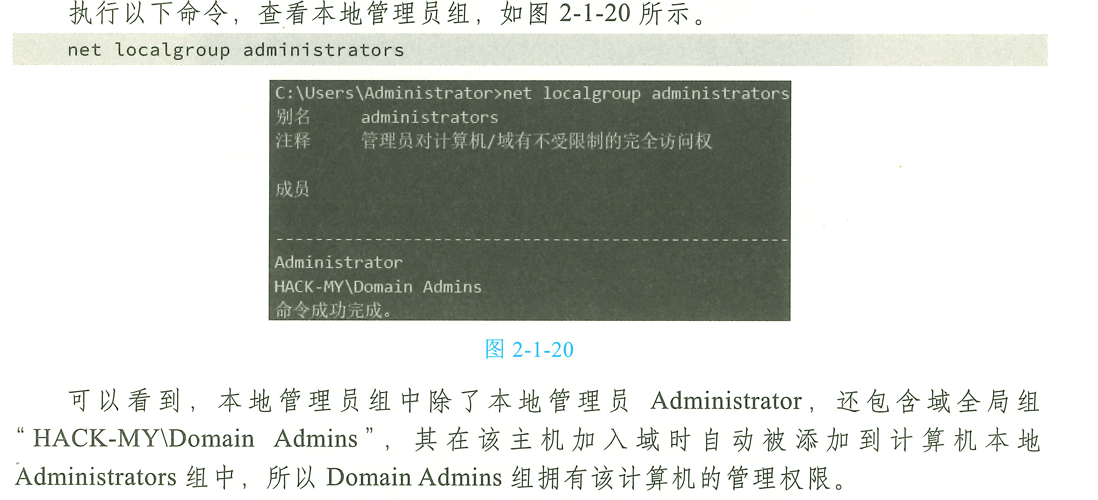 执行以下命令，查看本地管理员组，如图 2-1-20 所示。
net localgroup administrators
C:\Users\Administrator>net localgroup administrators
别名 administrators
注释 管理员对计算机/域有不受限制的完全访问权
成员
-------------------------------------------------------------------------------
Administrator
HACK-MY\Domain Admins
命令成功完成。
图 2-1-20
可以看到，本地管理员组中除了本地管理员 Administrator，还包含域全局组
“HACK-MY\Domain Admins”，其在该主机加入域时自动被添加到计算机本地
Administrators 组中，所以 Domain Admins 组拥有该计算机的管理权限。